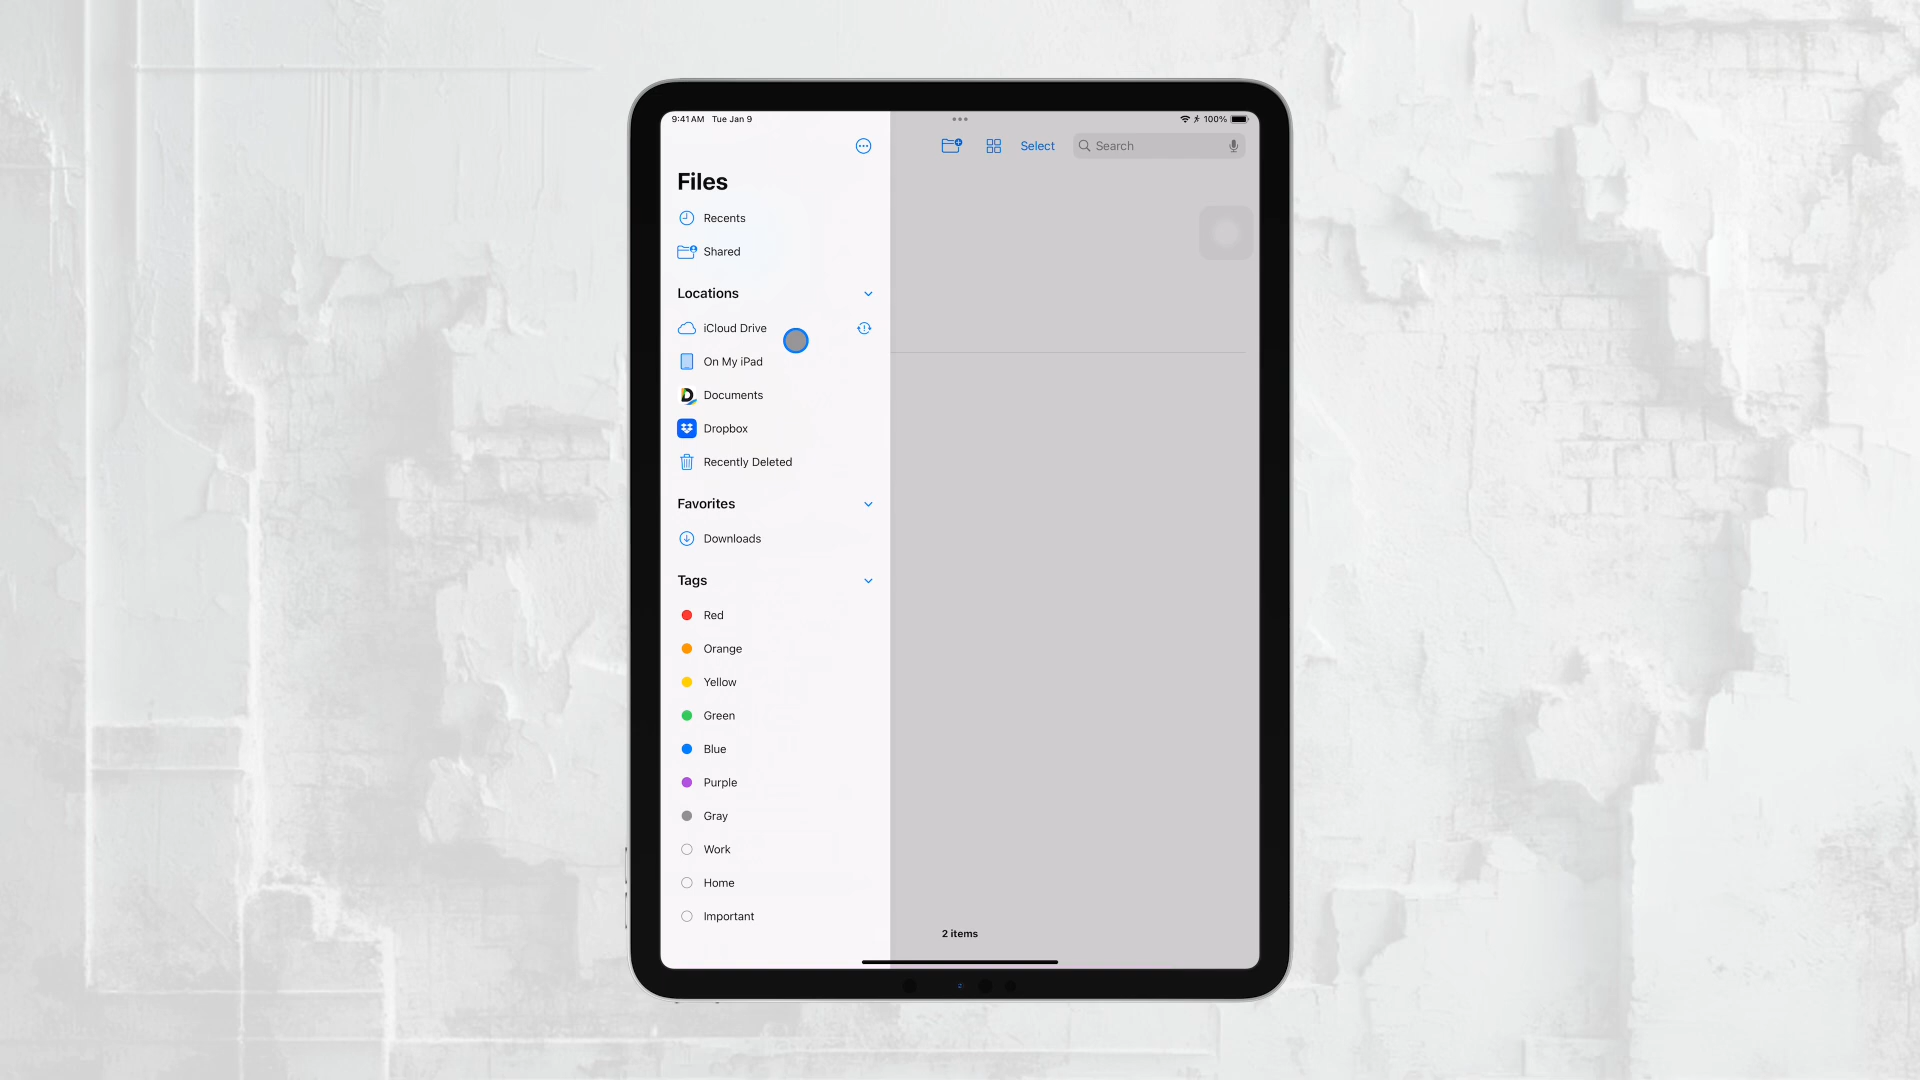 9:41 AM Tue Jan 9
100%
Select
Search
Files
Recents
Shared
Locations
iCloud Drive
On My iPad
Documents
Dropbox
Recently Deleted
Favorites
Downloads
Tags
Red
Orange
Yellow
Green
Blue
Purple
Gray
Work
Home
Important
2 items